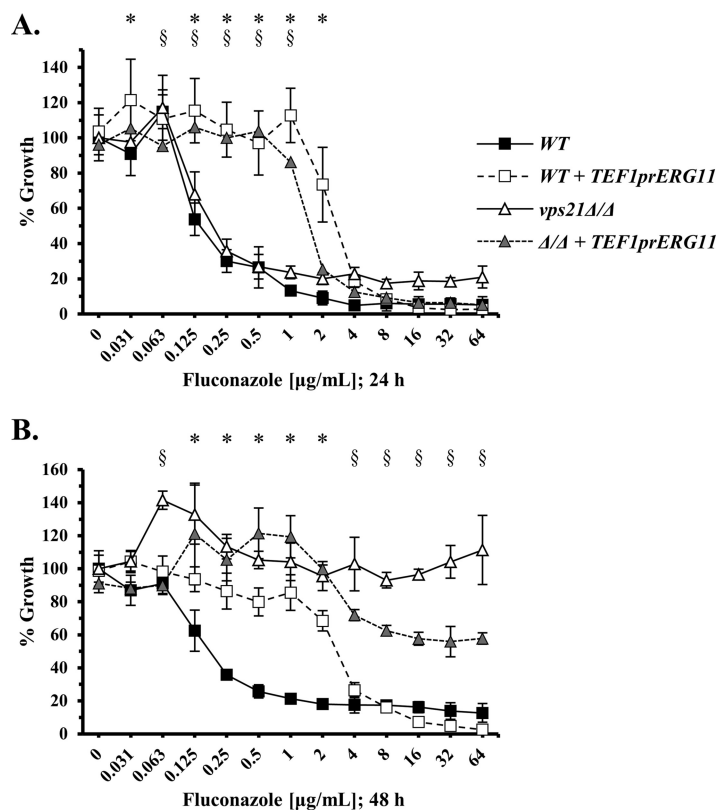 A.
* * * * * * *
§ § § § § §
% Growth
140
120
100
80
60
40
20
0
0 0.031 0.063 0.125 0.25 0.5 1 2 4 8 16 32 64
Fluconazole [µg/mL]; 24 h
WT
WT + TEF1prERG11
vps21Δ/Δ
Δ/Δ + TEF1prERG11
B.
* * * * *
§ § § § § §
% Growth
160
140
120
100
80
60
40
20
0
0 0.031 0.063 0.125 0.25 0.5 1 2 4 8 16 32 64
Fluconazole [µg/mL]; 48 h